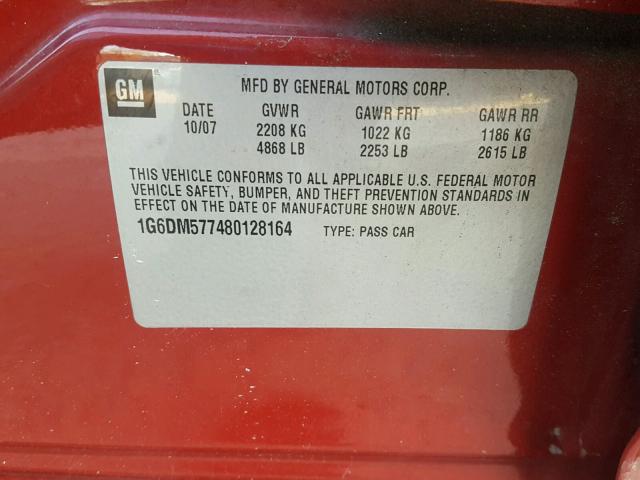 GM
MFD BY GENERAL MOTORS CORP.
DATE GVWR GAWR FRT GAWR RR
10/07 2208 KG 1022 KG 1186 KG
4868 LB 2253 LB 2615 LB
THIS VEHICLE CONFORMS TO ALL APPLICABLE U.S. FEDERAL MOTOR
VEHICLE SAFETY, BUMPER, AND THEFT PREVENTION STANDARDS IN
EFFECT ON THE DATE OF MANUFACTURE SHOWN ABOVE.
1G6DM577480128164 TYPE: PASS CAR